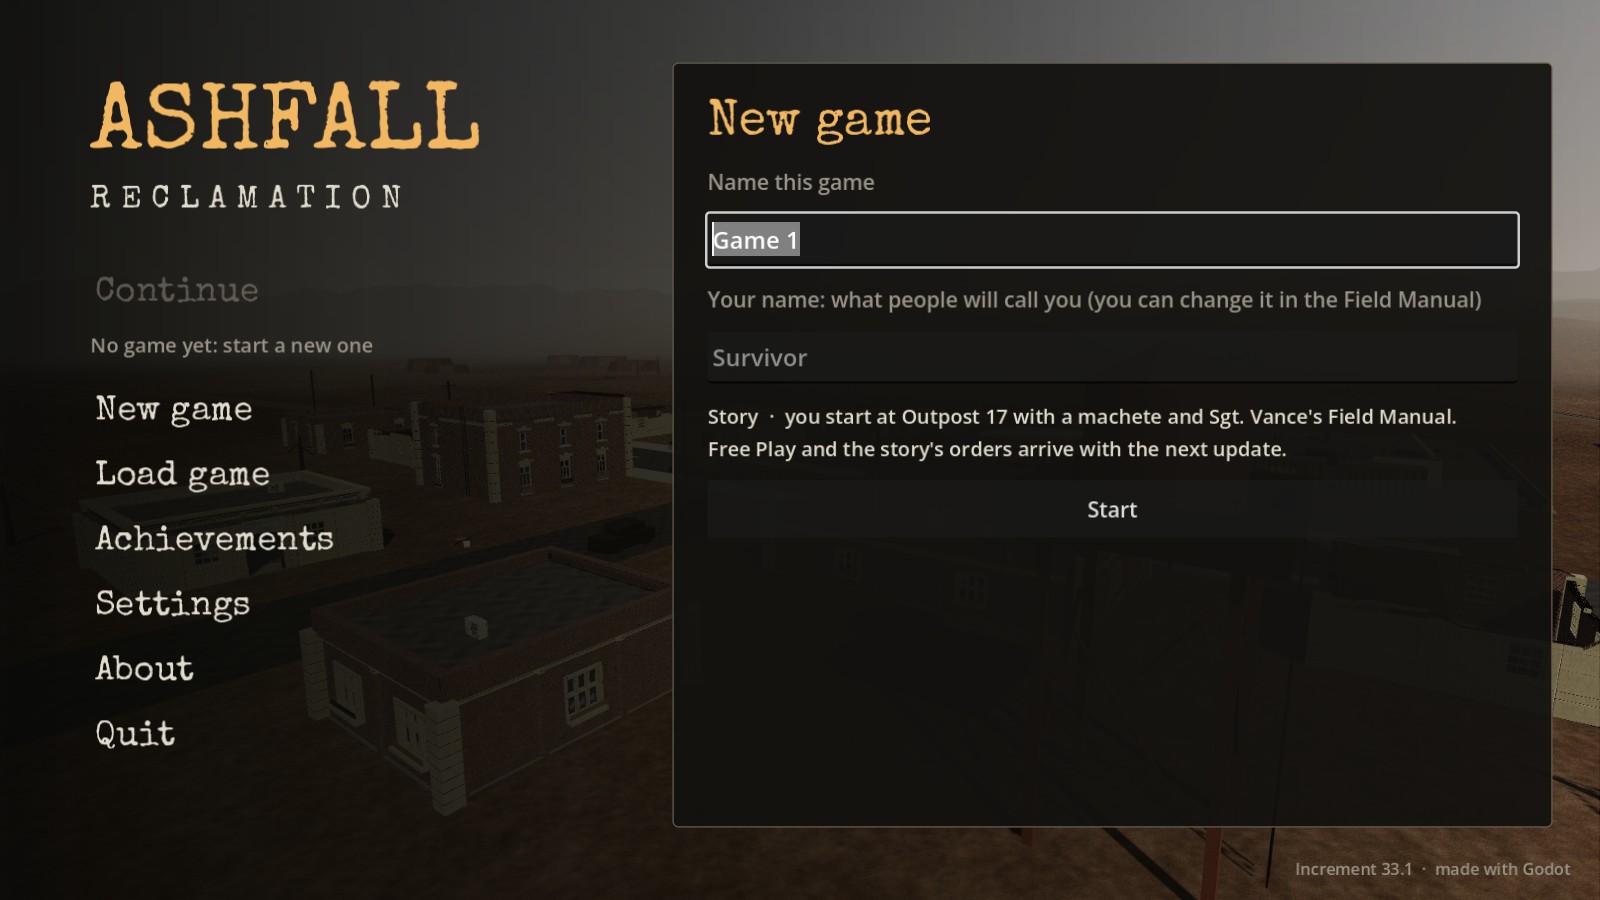 ASHFALL
RECLAMATION
Continue
No game yet: start a new one
New game
Load game
Achievements
Settings
About
Quit
New game
Name this game
Game 1
Your name: what people will call you (you can change it in the Field Manual)
Survivor
Story · you start at Outpost 17 with a machete and Sgt. Vance's Field Manual.
Free Play and the story's orders arrive with the next update.
Start
Increment 33.1 · made with Godot